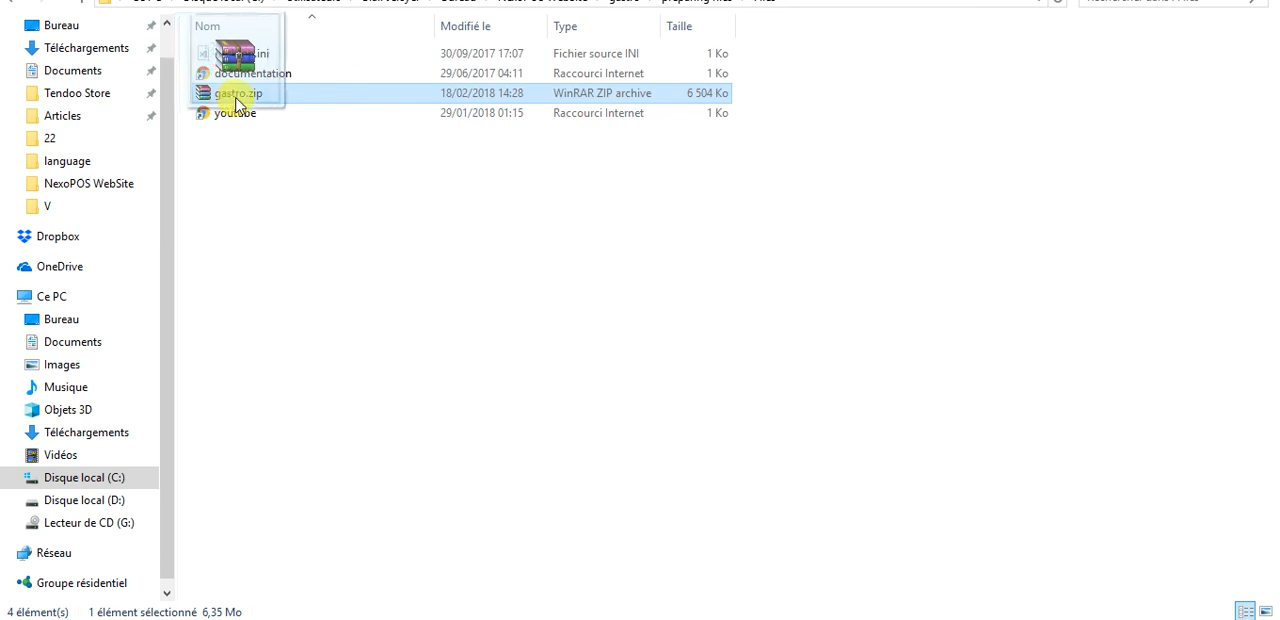 Bureau
Téléchargements
Documents
Tendoo Store
Articles
22
language
NexoPOS WebSite
V
Dropbox
OneDrive
Ce PC
Bureau
Documents
Images
Musique
Objets 3D
Téléchargements
Vidéos
Disque local (C:)
Disque local (D:)
Lecteur de CD (G:)
Réseau
Groupe résidentiel
Nom Modifié le Type Taille
.ini 30/09/2017 17:07 Fichier source INI 1 Ko
documentation 29/06/2017 04:11 Raccourci Internet 1 Ko
gastro.zip 18/02/2018 14:28 WinRAR ZIP archive 6 504 Ko
youtube 29/01/2018 01:15 Raccourci Internet 1 Ko
4 élément(s) 1 élément sélectionné 6,35 Mo